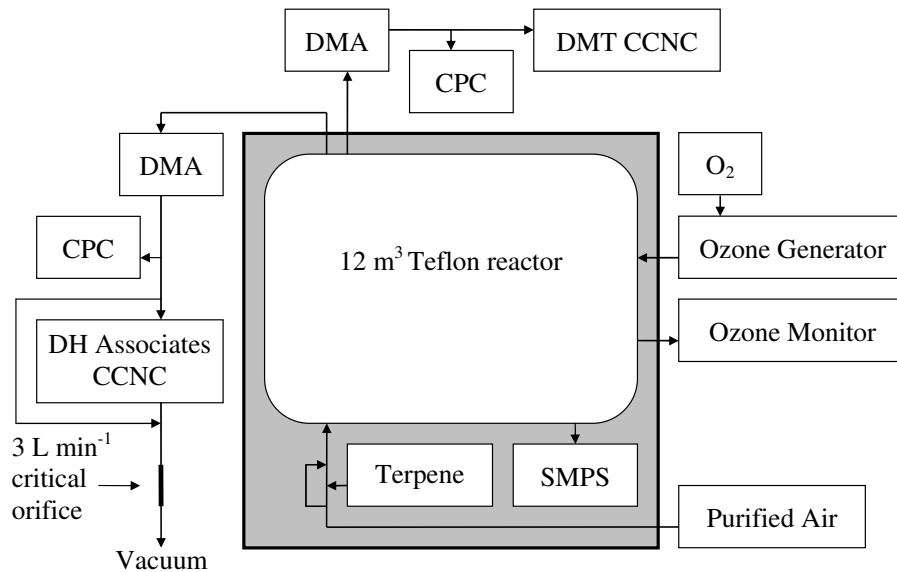 DMA
DMT CCNC
CPC
DMA
O₂
CPC
12 m³ Teflon reactor
Ozone Generator
Ozone Monitor
DH Associates
CCNC
3 L min⁻¹
critical
orifice
Terpene
SMPS
Purified Air
Vacuum